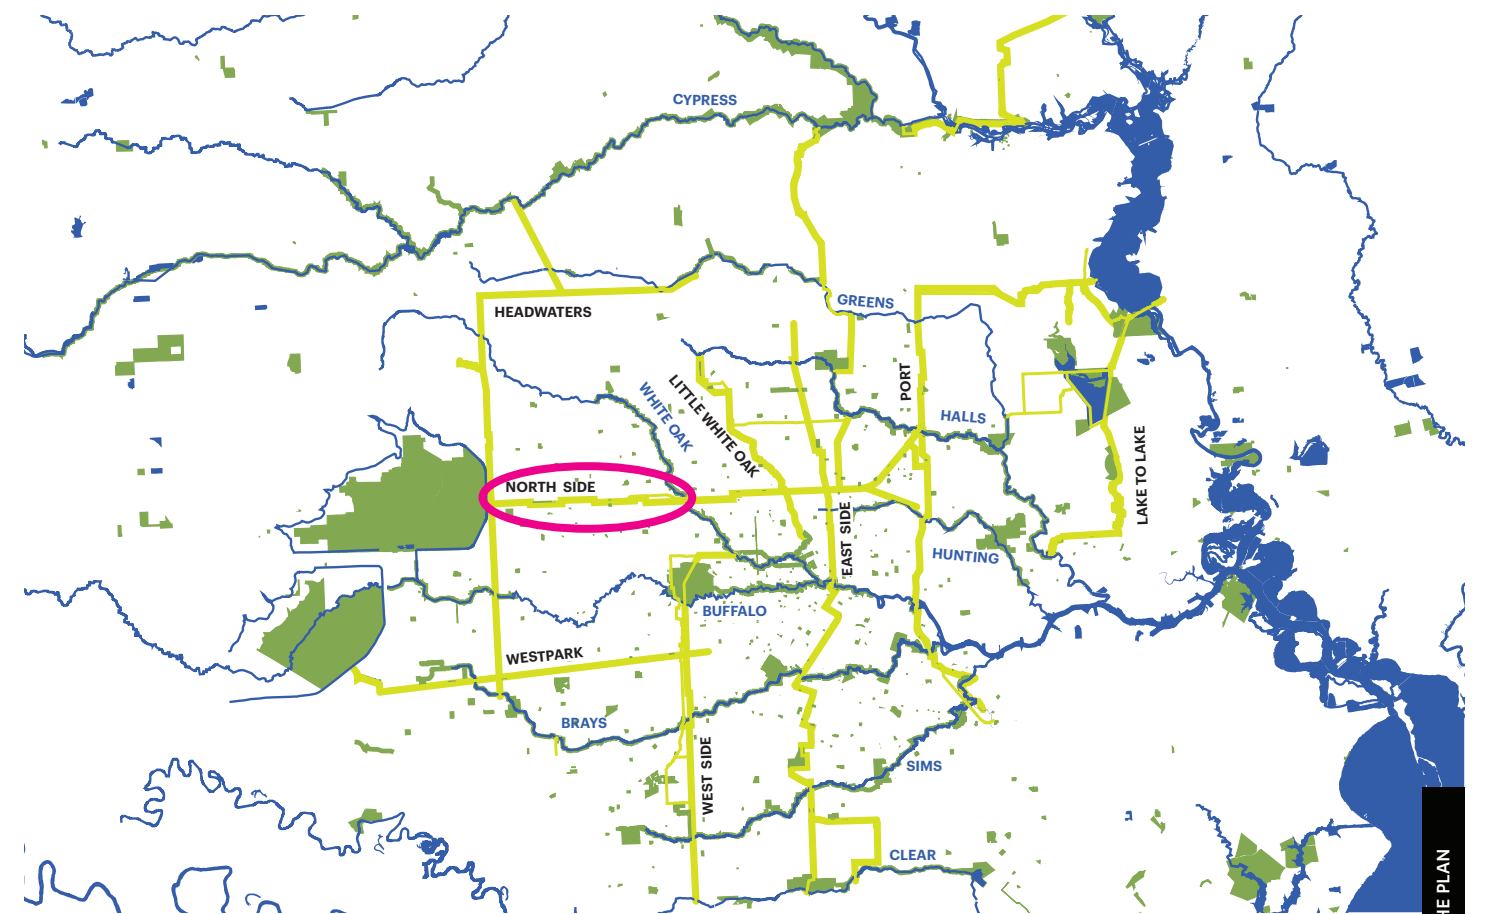 CYPRESS
HEADWATERS
GREENS
WHITE OAK
LITTLE WHITE OAK
PORT
HALLS
LAKE TO LAKE
NORTH SIDE
EAST SIDE
HUNTING
BUFFALO
WESTPARK
BRAYS
WEST SIDE
SIMS
CLEAR
HE PLAN